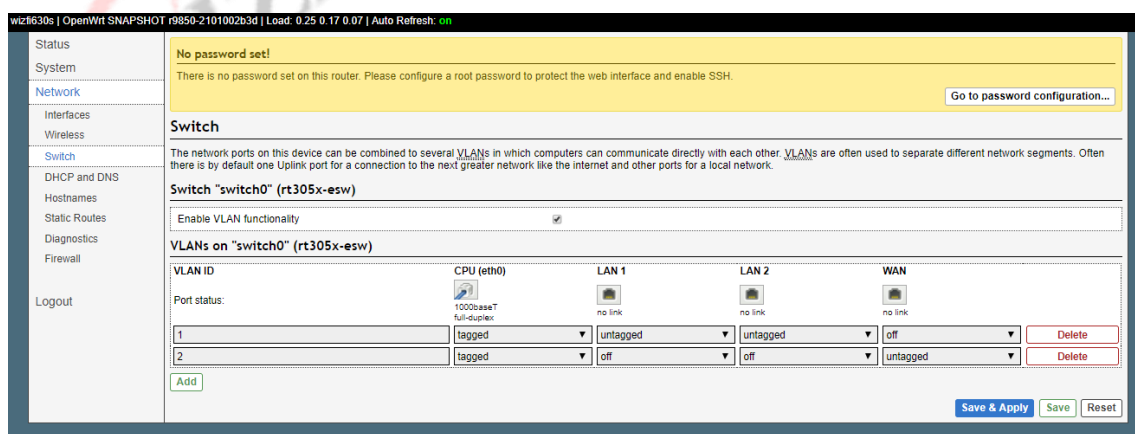 wizfi630s | OpenWrt SNAPSHOT r9850-2101002b3d | Load: 0.25 0.17 0.07 | Auto Refresh: on
Status
System
Network
Interfaces
Wireless
Switch
DHCP and DNS
Hostnames
Static Routes
Diagnostics
Firewall
Logout
No password set!
There is no password set on this router. Please configure a root password to protect the web interface and enable SSH.
Go to password configuration...
Switch
The network ports on this device can be combined to several VLANs in which computers can communicate directly with each other. VLANs are often used to separate different network segments. Often
there is by default one Uplink port for a connection to the next greater network like the internet and other ports for a local network.
Switch "switch0" (rt305x-esw)
Enable VLAN functionality
VLANs on "switch0" (rt305x-esw)
VLAN ID CPU (eth0) LAN 1 LAN 2 WAN
Port status: 1000baseT no link no link no link
full-duplex
1 tagged untagged untagged off Delete
2 tagged off off untagged Delete
Add
Save & Apply Save Reset